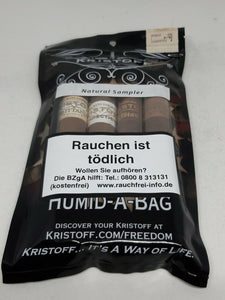 KRISTOFF
Natural Sampler
Rauchen ist
tödlich
Wollen Sie aufhören?
Die BZgA hilft: Tel.: 0800 8 313131
(kostenfrei) www.rauchfrei-info.de
HUMID-A-BAG
DISCOVER YOUR KRISTOFF AT
KRISTOFF.COM/FREEDOM
KRISTOFF...IT'S A WAY OF LIFE.